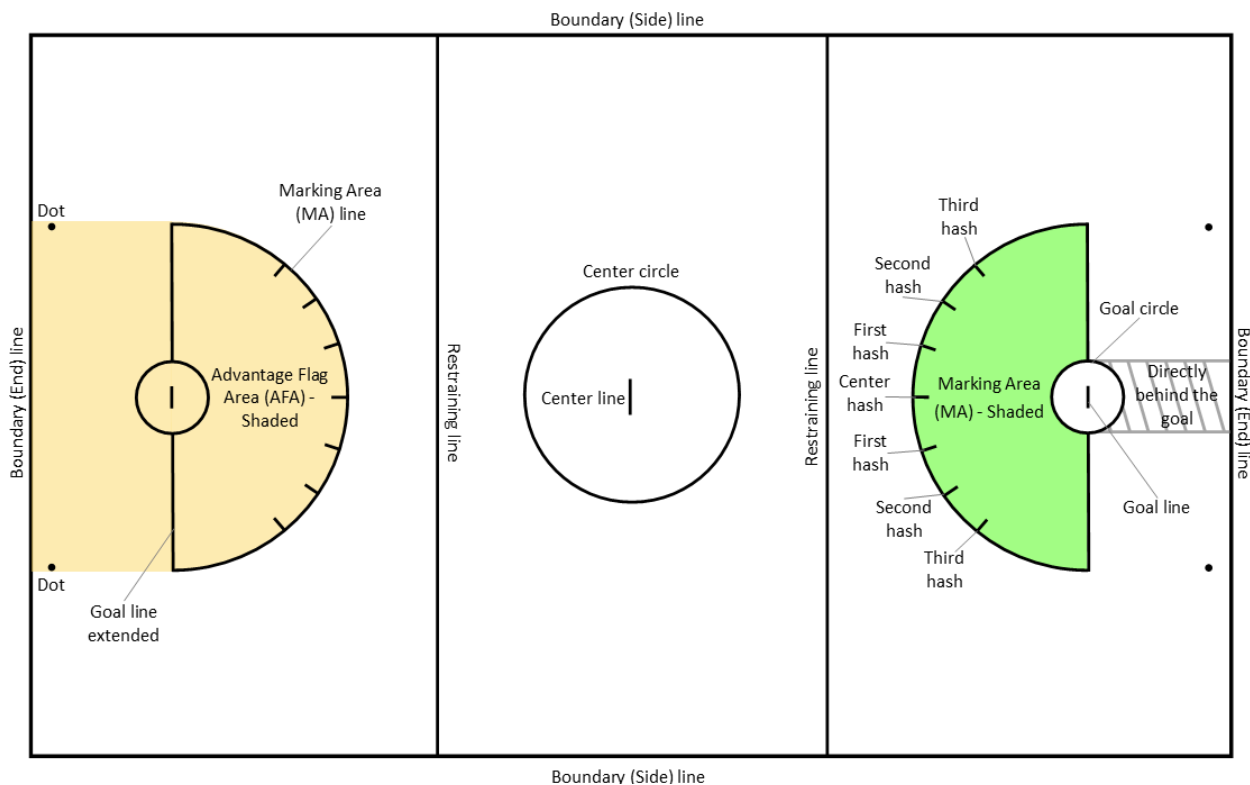 Boundary (Side) line
Dot
Marking Area
(MA) line
Boundary (End) line
Advantage Flag
Area (AFA) -
Shaded
Dot
Goal line
extended
Restraining line
Center circle
Center line
Restraining line
Third
hash
Second
hash
First
hash
Center
hash
First
hash
Second
hash
Third
hash
Marking Area
(MA) - Shaded
Goal circle
Directly
behind the
goal
Goal line
Boundary (End) line
Boundary (Side) line